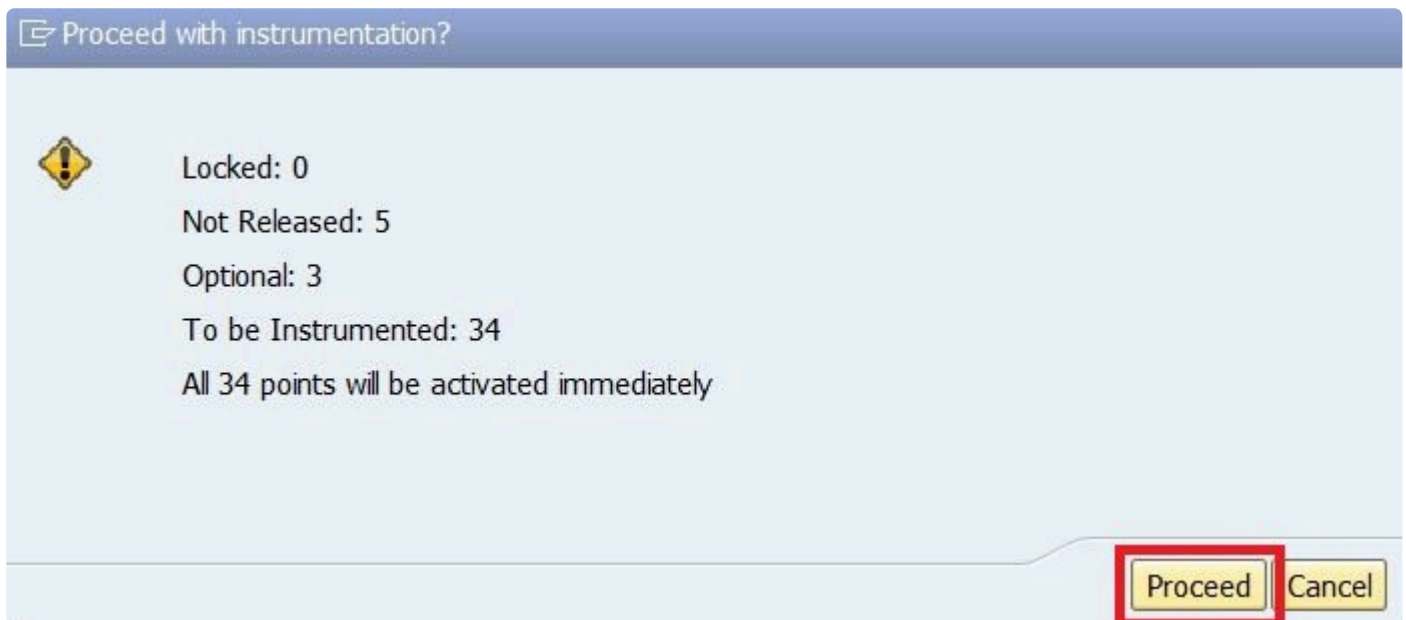 Proceed with instrumentation?
Locked: 0
Not Released: 5
Optional: 3
To be Instrumented: 34
All 34 points will be activated immediately
Proceed Cancel